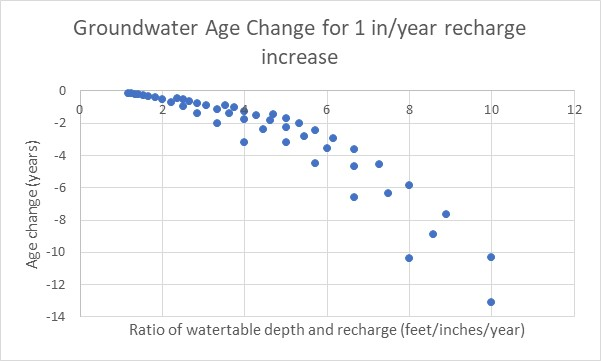 Groundwater Age Change for 1 in/year recharge
increase
0
0 2 4 6 8 10 12
-2
-4
-6
-8
-10
-12
-14
Age change (years)
Ratio of watertable depth and recharge (feet/inches/year)